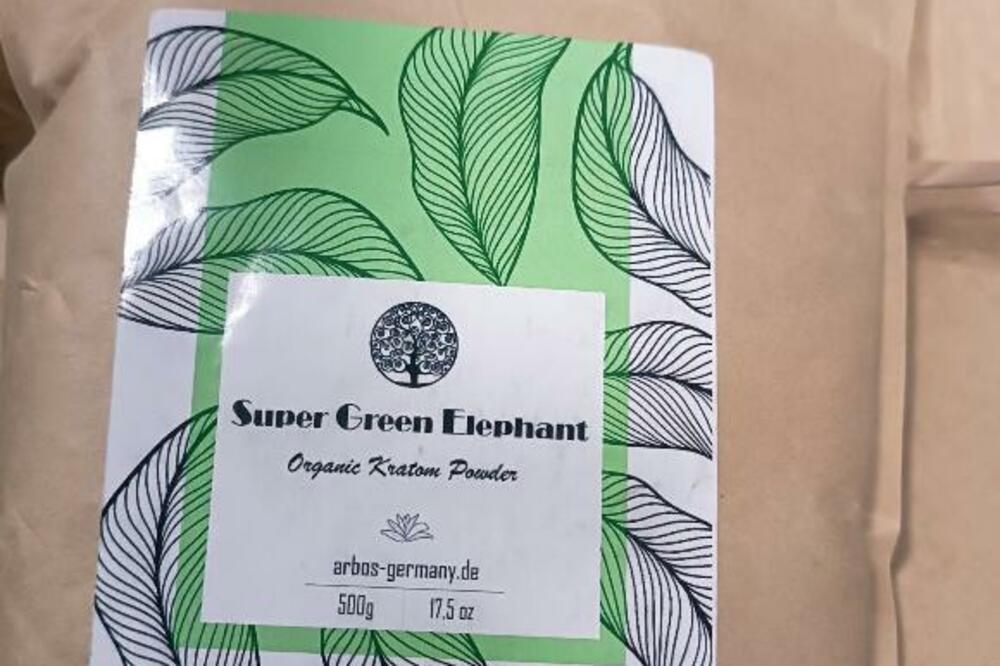 Super Green Elephant
Organic Kratom Powder
arbos-germany.de
500g 17,5 oz